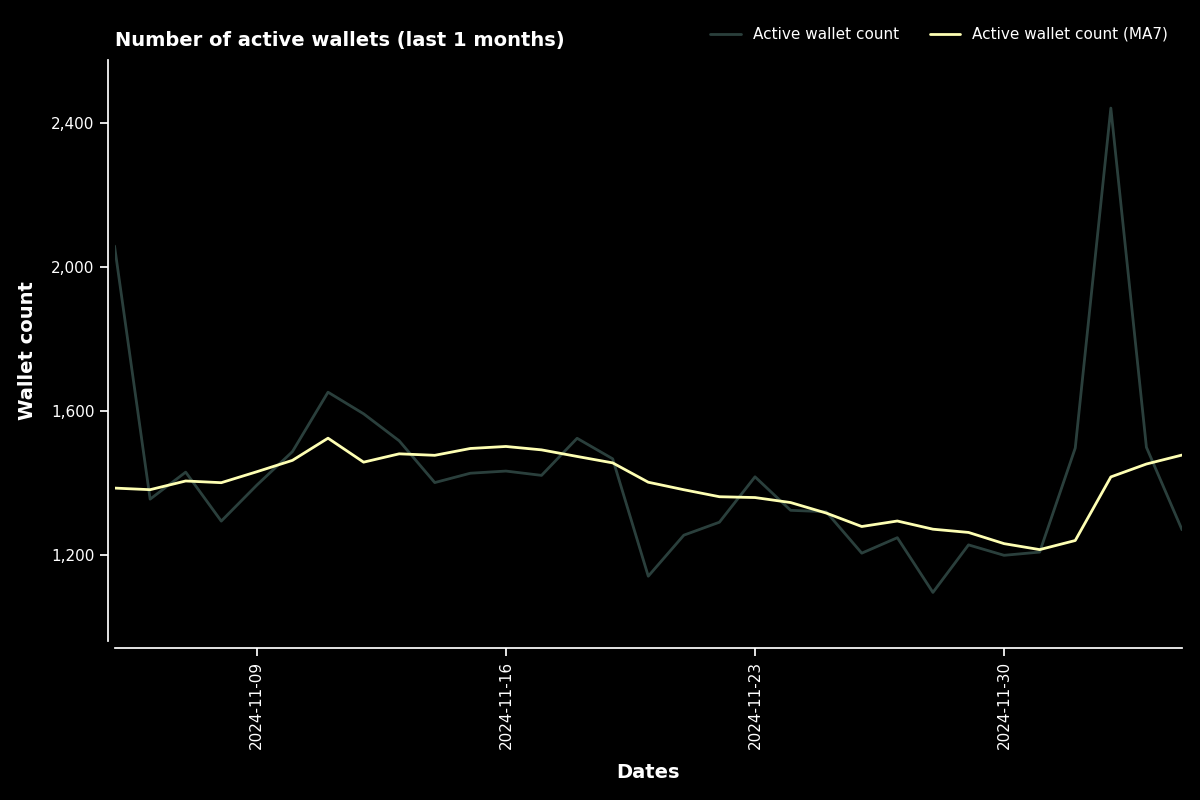 Number of active wallets (last 1 months)
Active wallet count
Active wallet count (MA7)
Wallet count
2,400
2,000
1,600
1,200
2024-11-09
2024-11-16
2024-11-23
2024-11-30
Dates